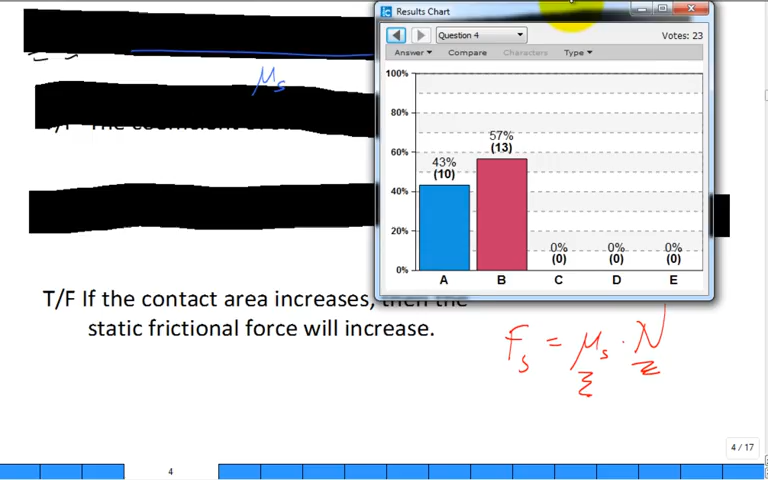 Results Chart
Question 4
Votes: 23
Answer Compare Characters Type
100%
80%
60%
40%
20%
0%
43%
(10)
57%
(13)
0%
(0)
0%
(0)
0%
(0)
A B C D E
μs
T/F If the contact area increases, then the
static frictional force will increase.
Fs = μs · N
4 / 17
4